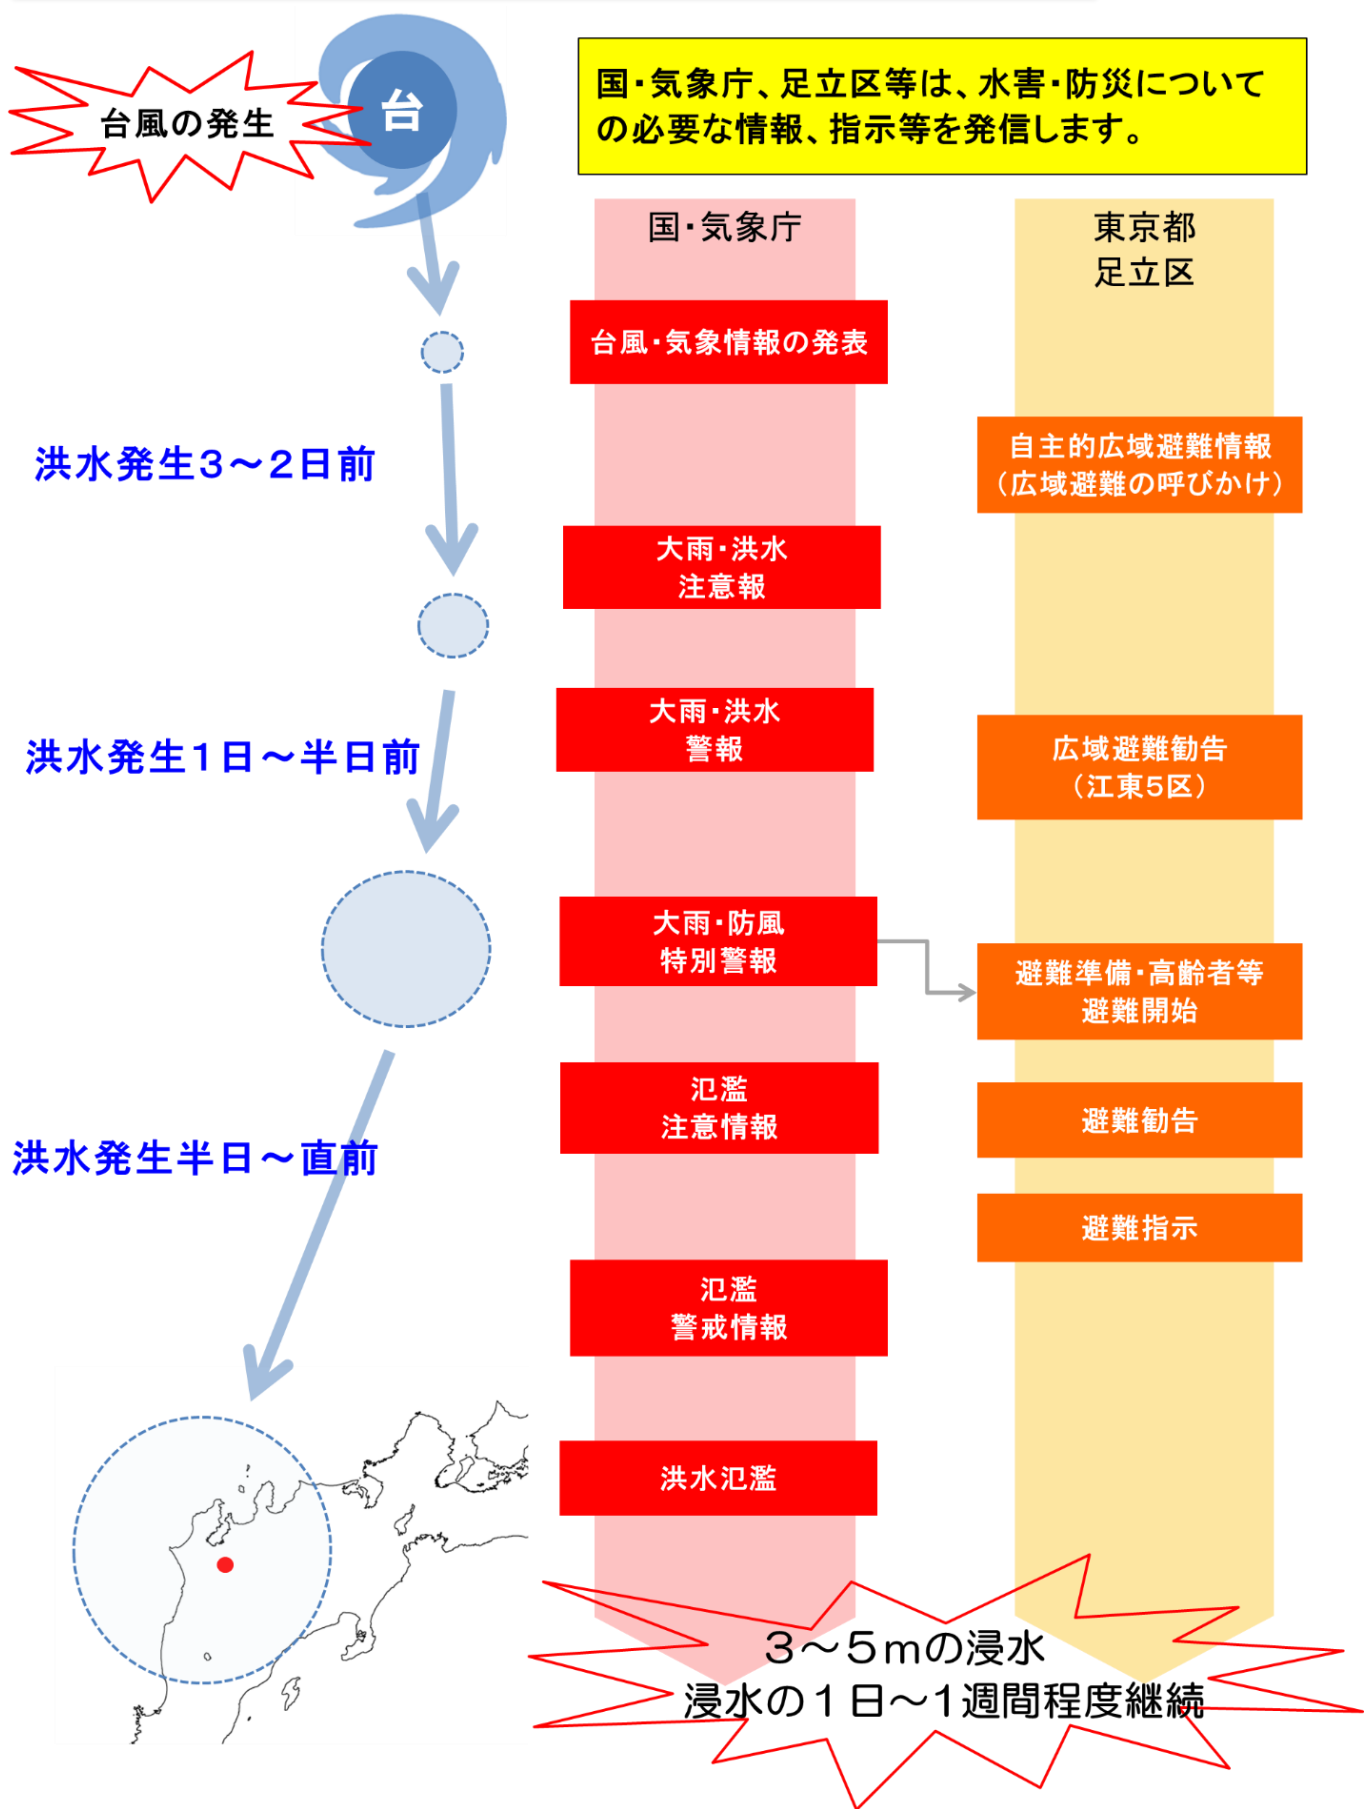 台風の発生
台
国・気象庁、足立区等は、水害・防災について
の必要な情報、指示等を発信します。
国・気象庁
東京都
足立区
台風・気象情報の発表
洪水発生3~2日前
自主的広域避難情報
(広域避難の呼びかけ)
大雨・洪水
注意報
洪水発生1日~半日前
大雨・洪水
警報
広域避難勧告
(江東5区)
大雨・防風
特別警報
避難準備・高齢者等
避難開始
洪水発生半日~直前
氾濫
注意情報
避難勧告
避難指示
氾濫
警戒情報
洪水氾濫
3~5mの浸水
浸水の1日~1週間程度継続